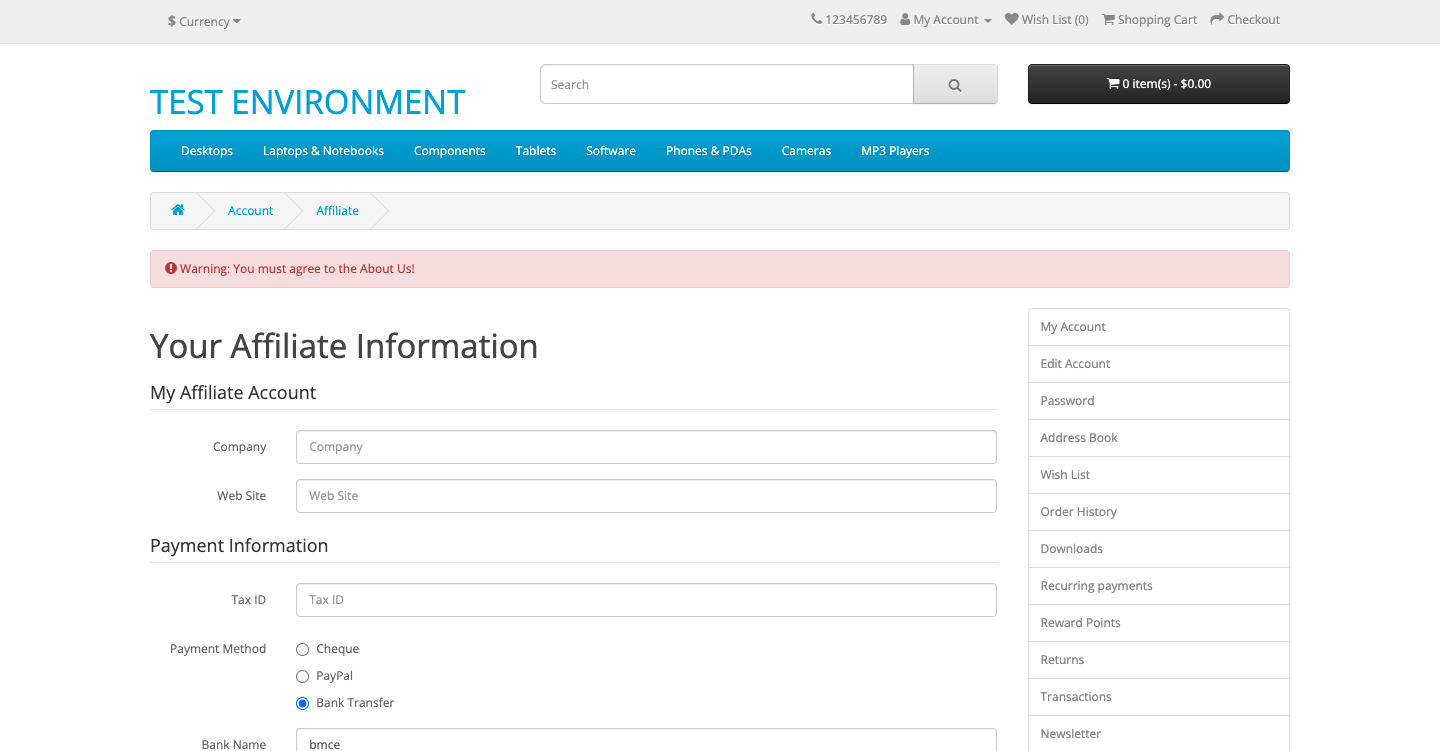 $ Currency
123456789 My Account Wish List (0) Shopping Cart Checkout
TEST ENVIRONMENT
Search
0 item(s) - $0.00
Desktops Laptops & Notebooks Components Tablets Software Phones & PDAs Cameras MP3 Players
Account Affiliate
Warning: You must agree to the About Us!
Your Affiliate Information
My Affiliate Account
Company Company
Web Site Web Site
Payment Information
Tax ID Tax ID
Payment Method Cheque
PayPal
Bank Transfer
Bank Name bmce
My Account
Edit Account
Password
Address Book
Wish List
Order History
Downloads
Recurring payments
Reward Points
Returns
Transactions
Newsletter